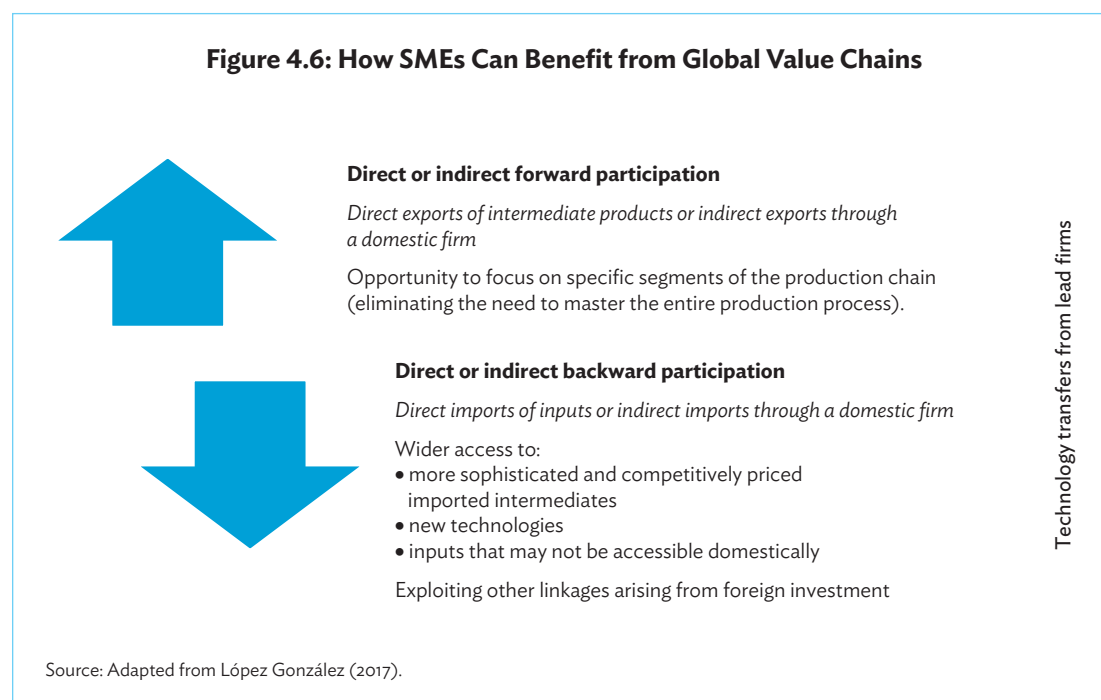 Figure 4.6: How SMEs Can Benefit from Global Value Chains
Direct or indirect forward participation
Direct exports of intermediate products or indirect exports through
a domestic firm
Opportunity to focus on specific segments of the production chain
(eliminating the need to master the entire production process).
Direct or indirect backward participation
Direct imports of inputs or indirect imports through a domestic firm
Wider access to:
• more sophisticated and competitively priced
imported intermediates
• new technologies
• inputs that may not be accessible domestically
Exploiting other linkages arising from foreign investment
Technology transfers from lead firms
Source: Adapted from López González (2017).